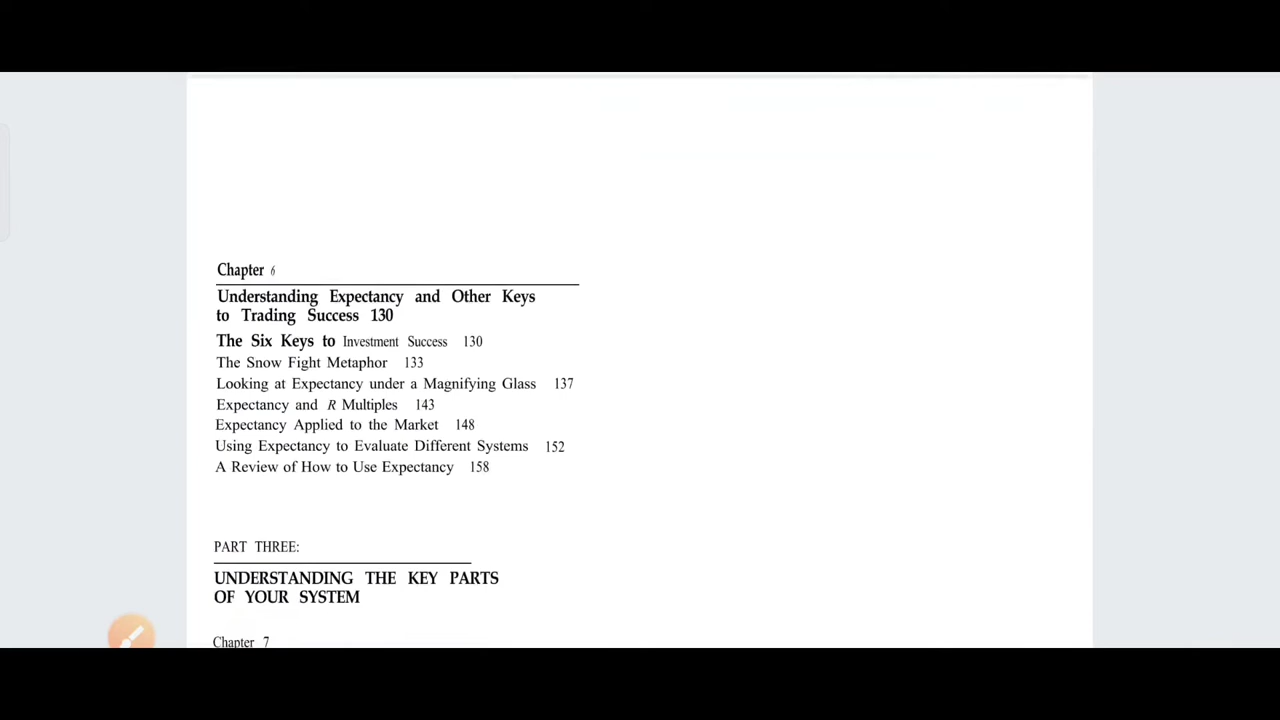 Chapter 6
Understanding Expectancy and Other Keys
to Trading Success 130
The Six Keys to Investment Success 130
The Snow Fight Metaphor 133
Looking at Expectancy under a Magnifying Glass 137
Expectancy and R Multiples 143
Expectancy Applied to the Market 148
Using Expectancy to Evaluate Different Systems 152
A Review of How to Use Expectancy 158
PART THREE:
UNDERSTANDING THE KEY PARTS
OF YOUR SYSTEM
Chapter 7